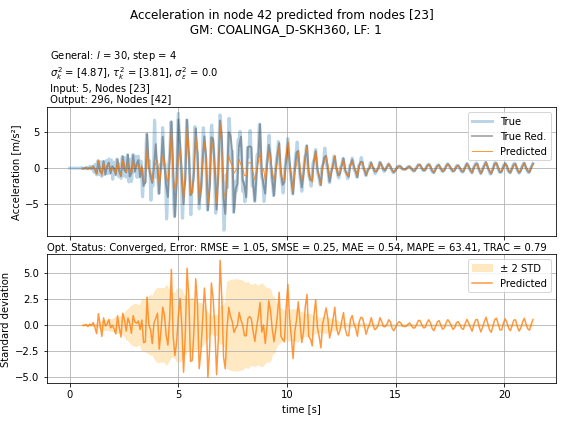 Acceleration in node 42 predicted from nodes [23]
GM: COALINGA_D-SKH360, LF: 1
General: l = 30, step = 4
σ²ₖ = [4.87], τ²ₖ = [3.81], σ²ε = 0.0
Input: 5, Nodes [23]
Output: 296, Nodes [42]
Acceleration [m/s²]
5
0
−5
True
True Red.
Predicted
Opt. Status: Converged, Error: RMSE = 1.05, SMSE = 0.25, MAE = 0.54, MAPE = 63.41, TRAC = 0.79
Standard deviation
5.0
2.5
0.0
−2.5
−5.0
± 2 STD
Predicted
0 5 10 15 20
time [s]